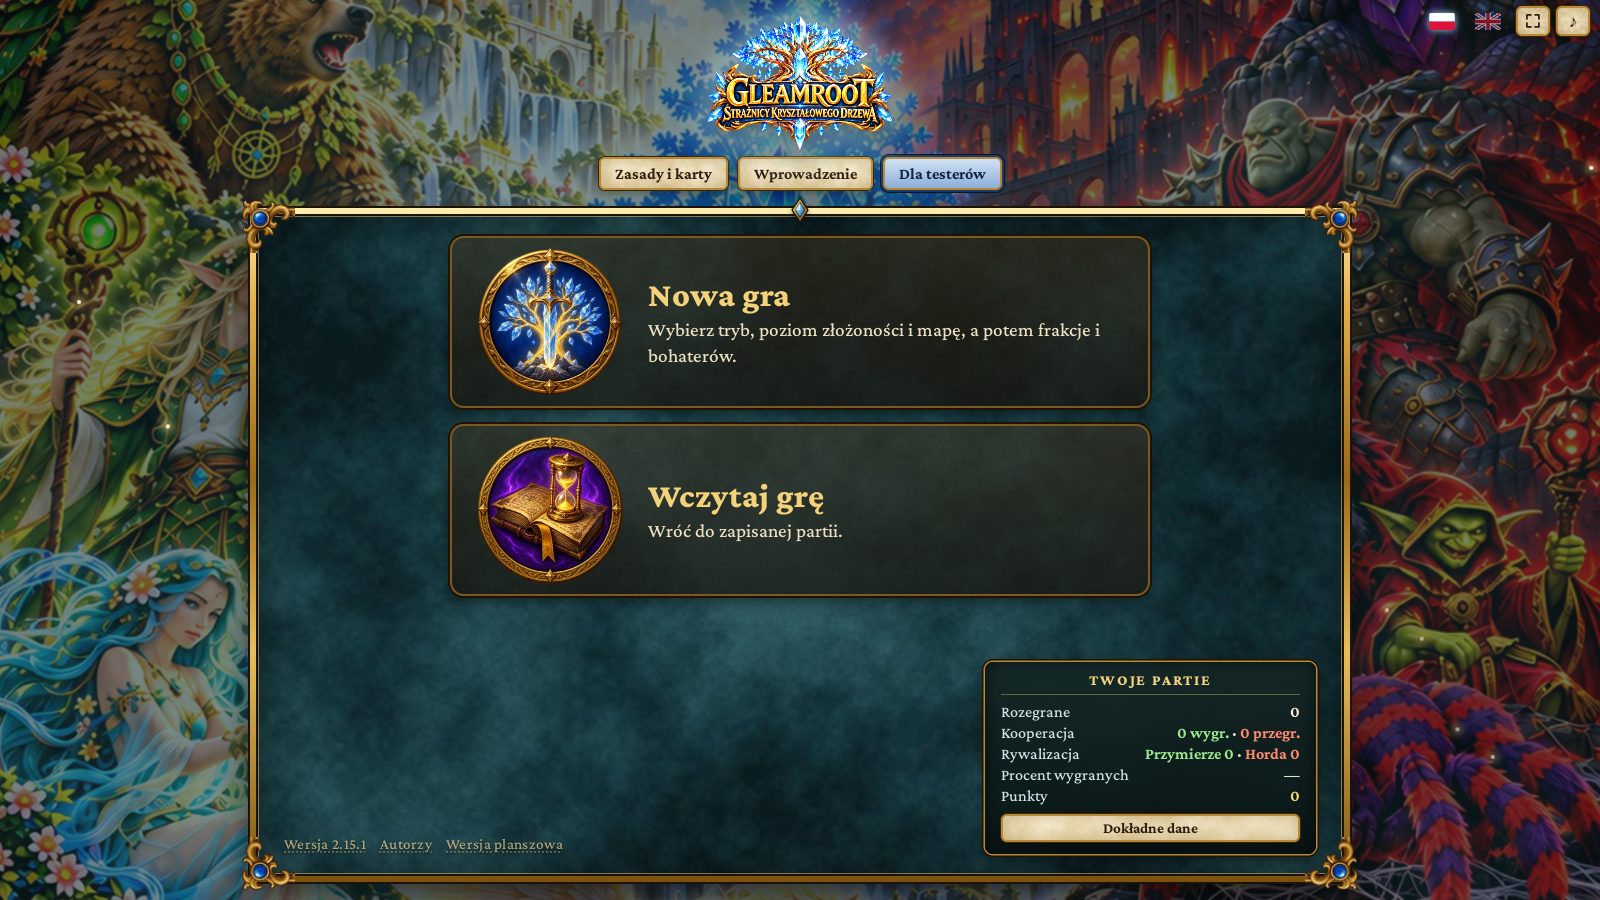 GLEAMROOT
STRAŻNICY KRYSZTAŁOWEGO DRZEWA
♪
Zasady i karty
Wprowadzenie
Dla testerów
Nowa gra
Wybierz tryb, poziom złożoności i mapę, a potem frakcje i
bohaterów.
Wczytaj grę
Wróć do zapisanej partii.
TWOJE PARTIE
Rozegrane 0
Kooperacja 0 wygr. • 0 przegr.
Rywalizacja Przymierze 0 • Horda 0
Procent wygranych —
Punkty 0
Dokładne dane
Wersja 2.15.1 Autorzy Wersja planszowa